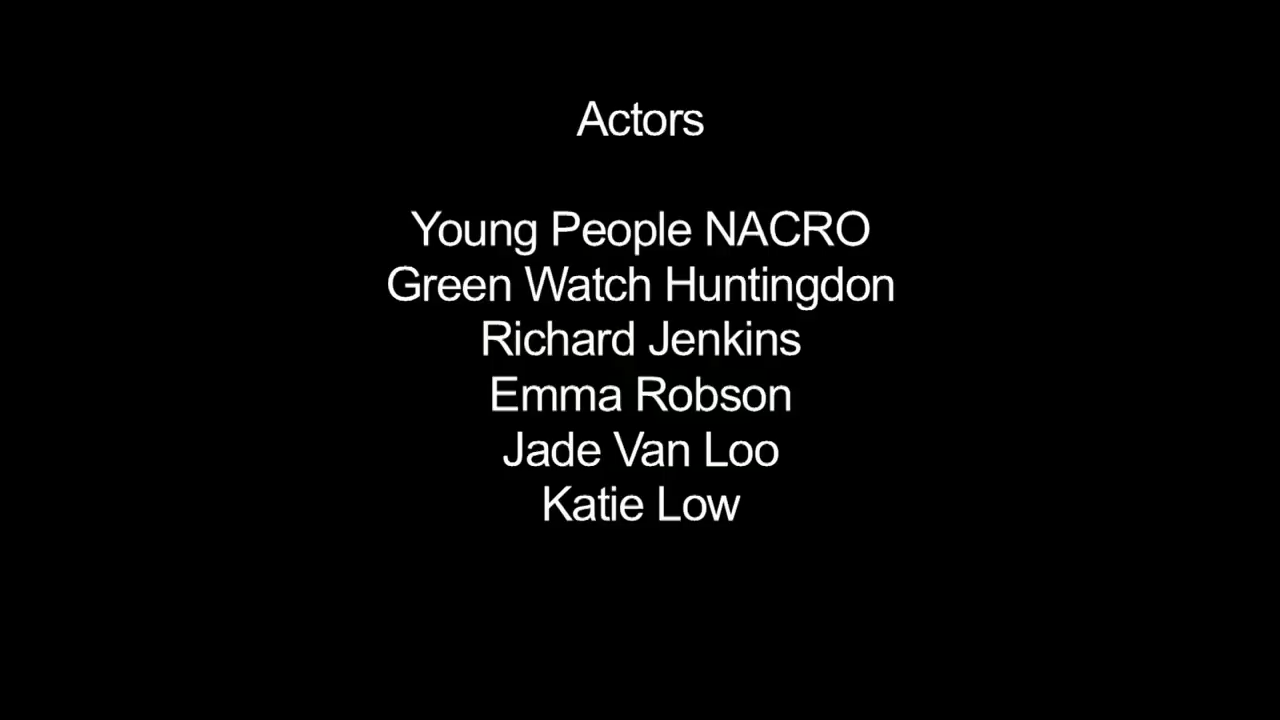 Actors
Young People NACRO
Green Watch Huntingdon
Richard Jenkins
Emma Robson
Jade Van Loo
Katie Low